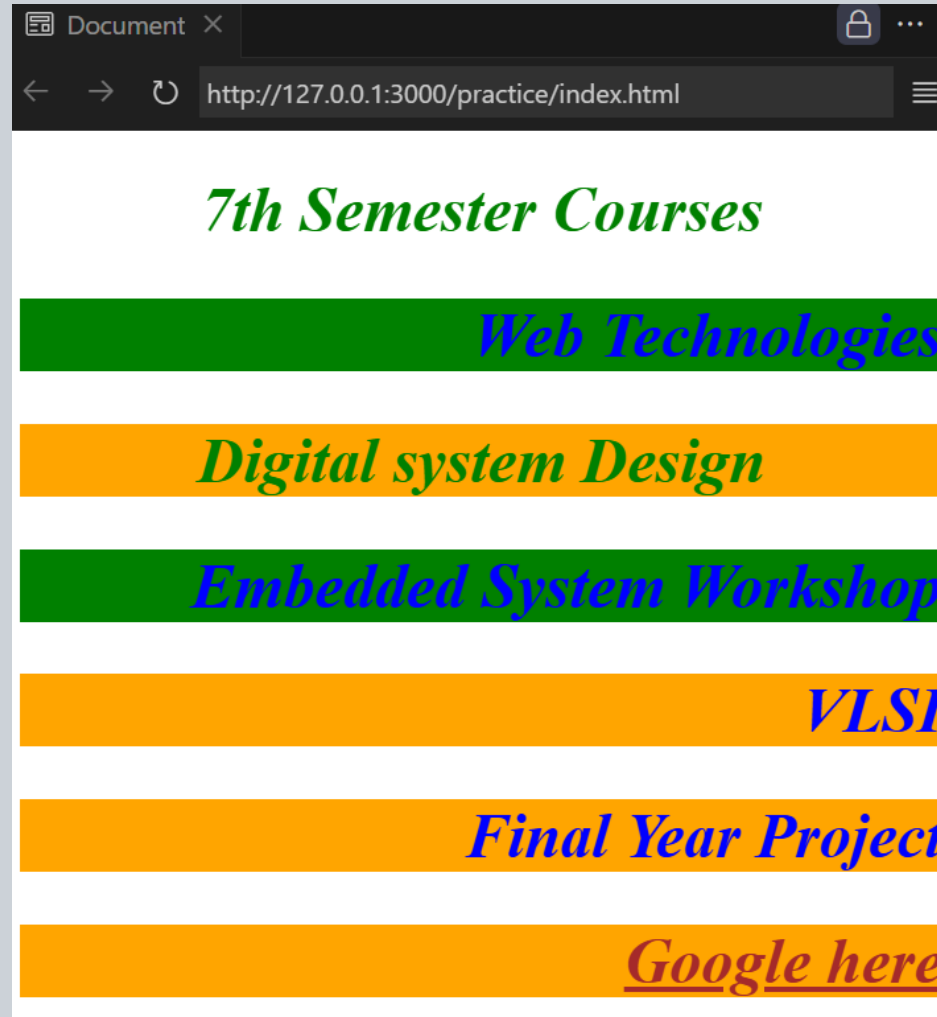 Document
http://127.0.0.1:3000/practice/index.html
7th Semester Courses
Web Technologies
Digital system Design
Embedded System Workshop
VLSI
Final Year Project
Google here